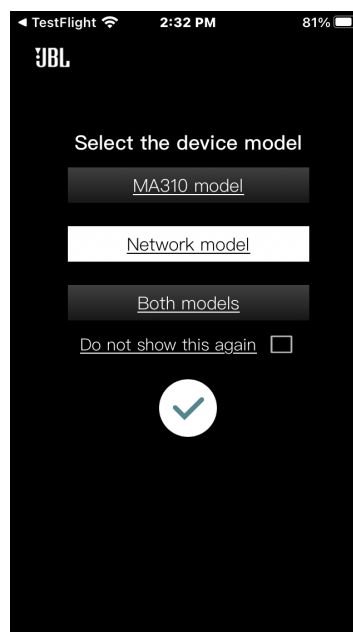 ◀ TestFlight 2:32 PM 81%
JBL
Select the device model
MA310 model
Network model
Both models
Do not show this again